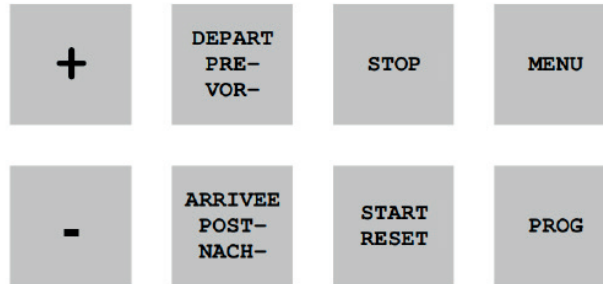 +
DEPART
PRE-
VOR-
STOP
MENU
-
ARRIVEE
POST-
NACH-
START
RESET
PROG